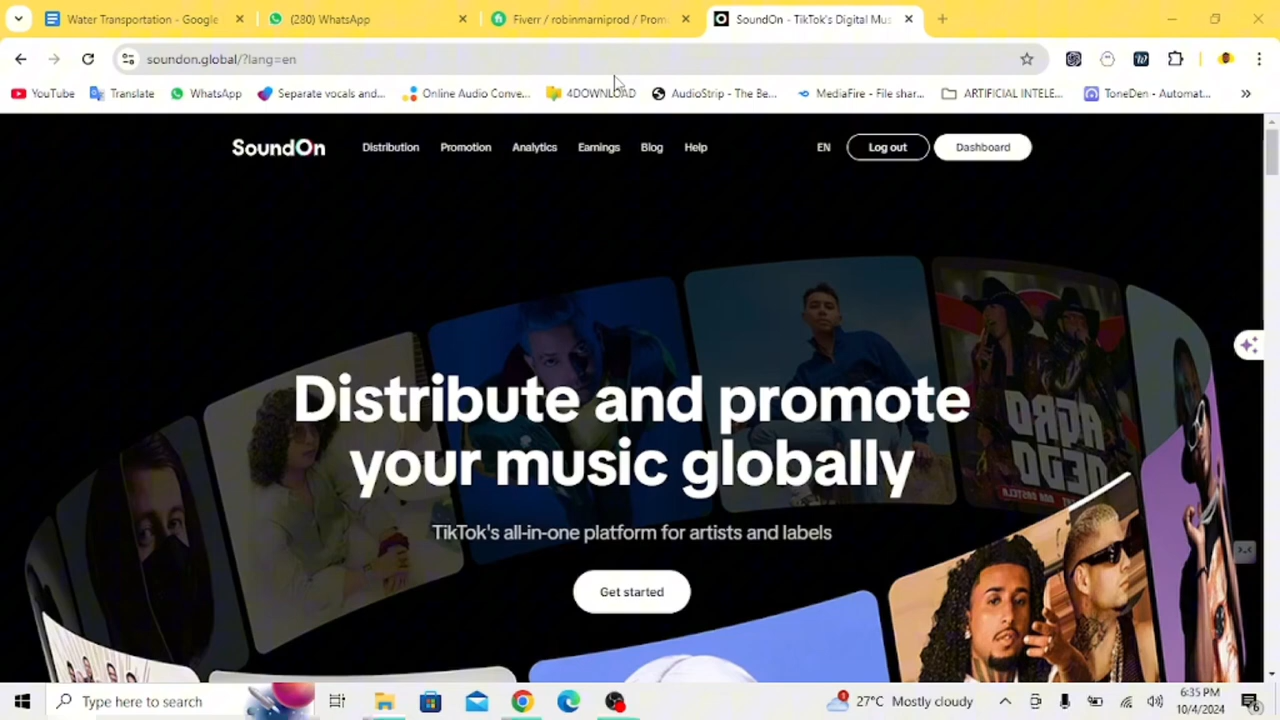 Water Transportation - Google
(280) WhatsApp
Fiverr / robinmarniprod / Prom
SoundOn - TikTok's Digital Mus
soundon.global/?lang=en
YouTube
Translate
WhatsApp
Separate vocals and...
Online Audio Conve...
4DOWNLOAD
AudioStrip - The Be...
MediaFire - File shar...
ARTIFICIAL INTELE...
ToneDen - Automat...
SoundOn
Distribution
Promotion
Analytics
Earnings
Blog
Help
EN
Log out
Dashboard
Distribute and promote
your music globally
TikTok's all-in-one platform for artists and labels
Get started
Type here to search
1
27°C Mostly cloudy
6:35 PM
10/4/2024
6